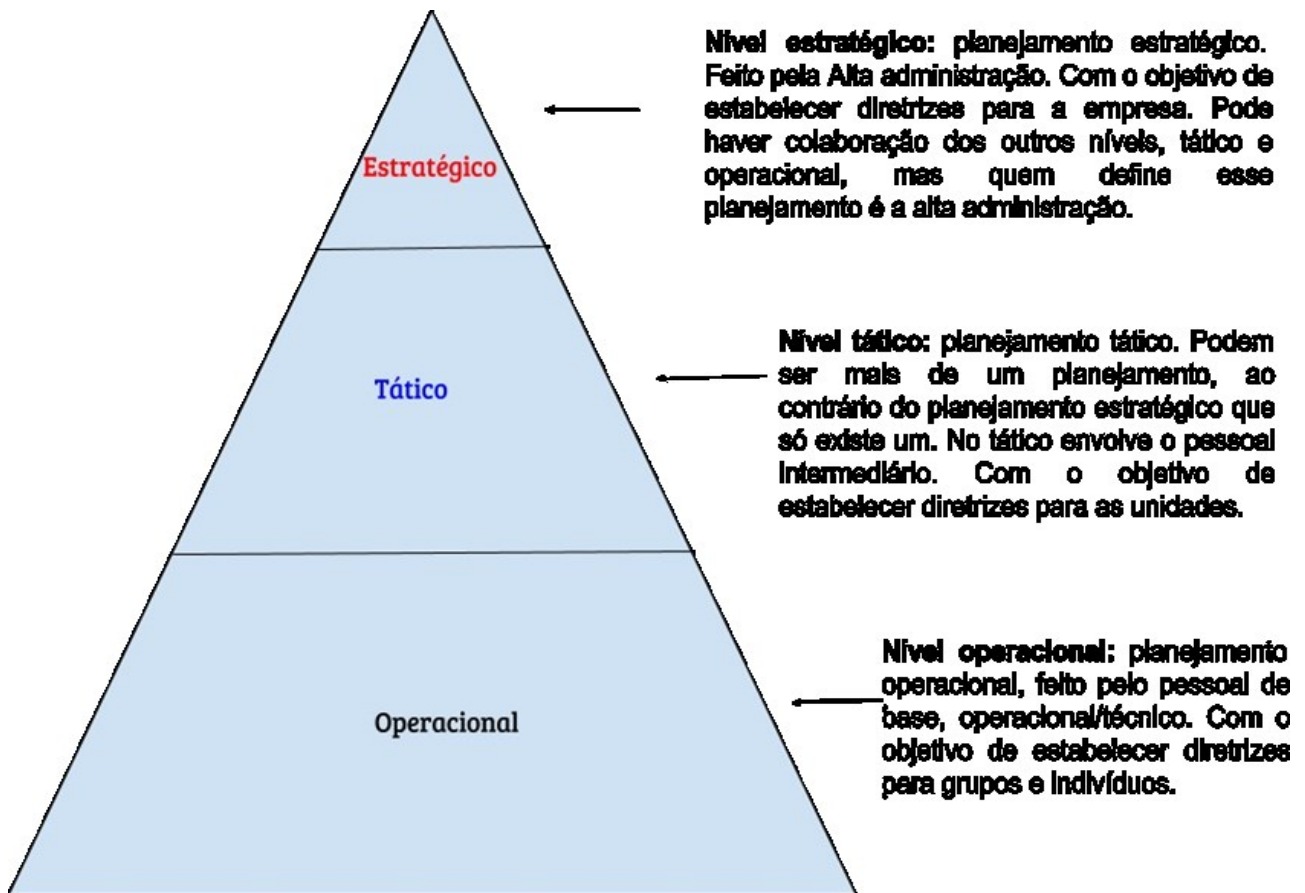 Nível estratégico: planejamento estratégico.
Feito pela Alta administração. Com o objetivo de
estabelecer diretrizes para a empresa. Pode
haver colaboração dos outros níveis, tático e
operacional, mas quem define esse
planejamento é a alta administração.
Estratégico
Nível tático: planejamento tático. Podem
ser mais de um planejamento, ao
contrário do planejamento estratégico que
só existe um. No tático envolve o pessoal
intermediário. Com o objetivo de
estabelecer diretrizes para as unidades.
Tático
Nível operacional: planejamento
operacional, feito pelo pessoal de
base, operacional/técnico. Com o
objetivo de estabelecer diretrizes
para grupos e indivíduos.
Operacional